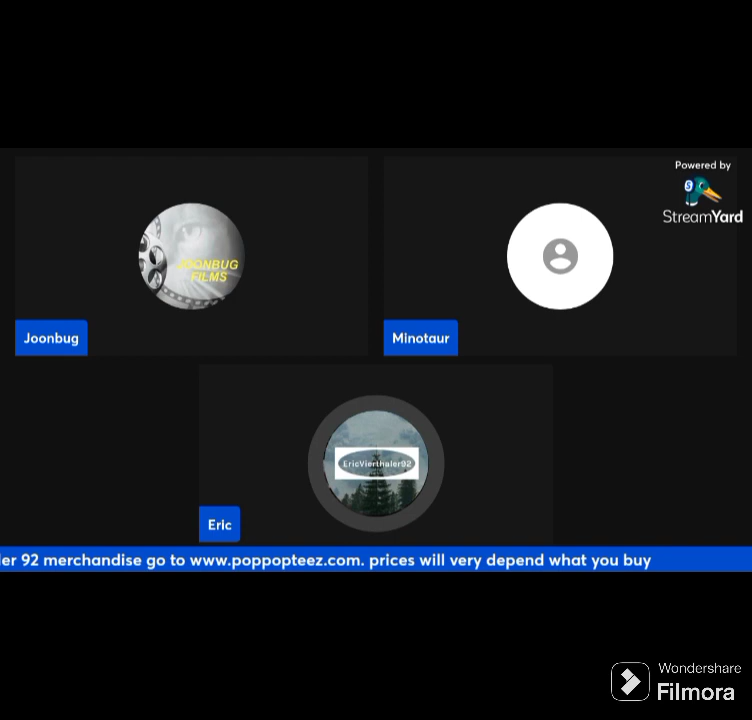 Powered by
StreamYard
JOONBUG
FILMS
Joonbug
Minotaur
EricVierthaler92
Eric
ler 92 merchandise go to www.poppopteez.com. prices will very depend what you buy
Wondershare
Filmora